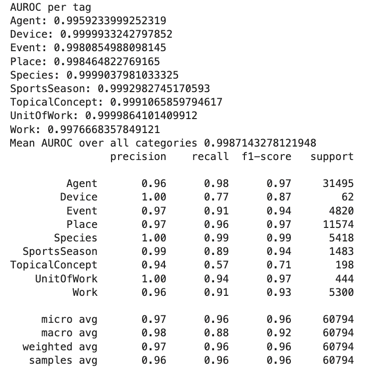 AUROC per tag
Agent: 0.9959233999252319
Device: 0.9999933242797852
Event: 0.9980854988098145
Place: 0.998464822769165
Species: 0.9999037981033325
SportsSeason: 0.9992982745170593
TopicalConcept: 0.9991065859794617
UnitOfWork: 0.9999864101409912
Work: 0.9976668357849121
Mean AUROC over all categories 0.9987143278121948
precision recall f1-score support
Agent 0.96 0.98 0.97 31495
Device 1.00 0.77 0.87 62
Event 0.97 0.91 0.94 4820
Place 0.97 0.96 0.97 11574
Species 1.00 0.99 0.99 5418
SportsSeason 0.99 0.89 0.94 1483
TopicalConcept 0.94 0.57 0.71 198
UnitOfWork 1.00 0.94 0.97 444
Work 0.96 0.91 0.93 5300
micro avg 0.97 0.96 0.96 60794
macro avg 0.98 0.88 0.92 60794
weighted avg 0.97 0.96 0.96 60794
samples avg 0.96 0.96 0.96 60794